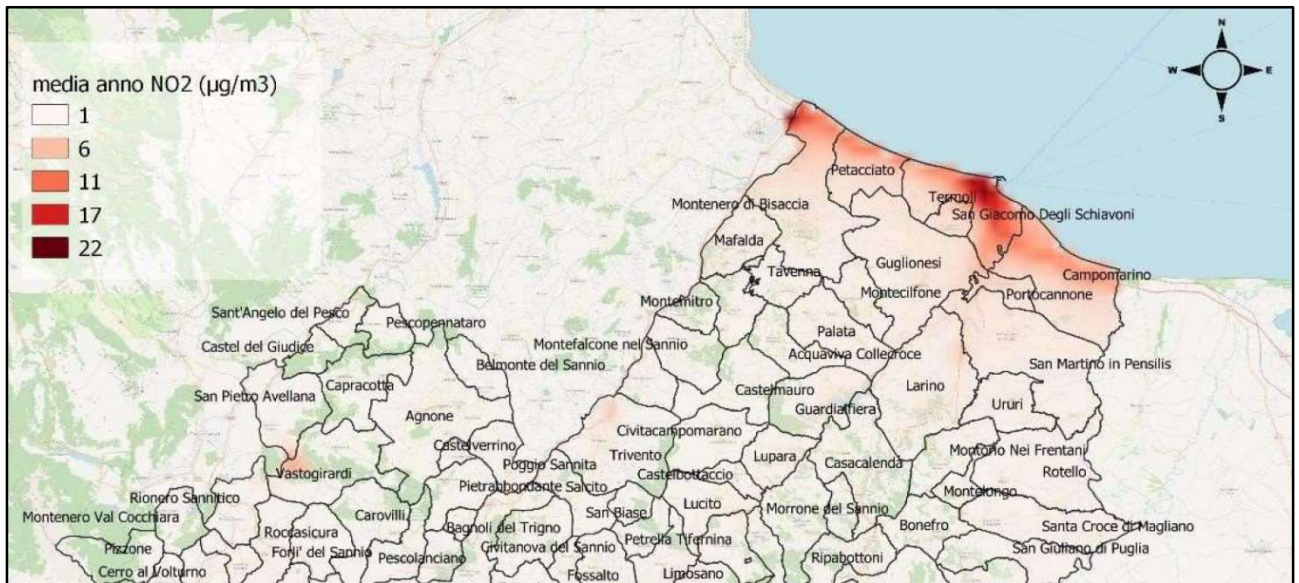 media anno NO2 (µg/m3)
1
6
11
17
22
N
W
E
S
Petacciato
Termoli
Montenero di Bisaccia
San Giacomo Degli Schiavoni
Mafalda
Guglionesi
Tavenna
Campomarino
Montecilfone
Portocannone
Montemitro
Sant'Angelo del Pesco
Pescopennataro
Palata
Castel del Giudice
Montefalcone nel Sannio
Acquaviva Collecroce
Belmonte del Sannio
San Martino in Pensilis
Capracotta
Castelmauro
Larino
San Pietro Avellana
Ururi
Guardialfiera
Agnone
Civitacampomarano
Castelverrino
Montorio Nei Frentani
Trivento
Lupara
Casacalenda
Poggio Sannita
Rotello
Vastogirardi
Castelbottaccio
Pietrabbondante
Salcito
Montelongo
Rionero Sannitico
Lucito
Morrone del Sannio
San Biase
Montenero Val Cocchiara
Carovilli
Bonefro
Santa Croce di Magliano
Roccasicura
Bagnoli del Trigno
Petrella Tifernina
Pizzone
Forli' del Sannio
Civitanova del Sannio
San Giuliano di Puglia
Pescolanciano
Ripabottoni
Cerro al Volturno
Fossalto
Limosano